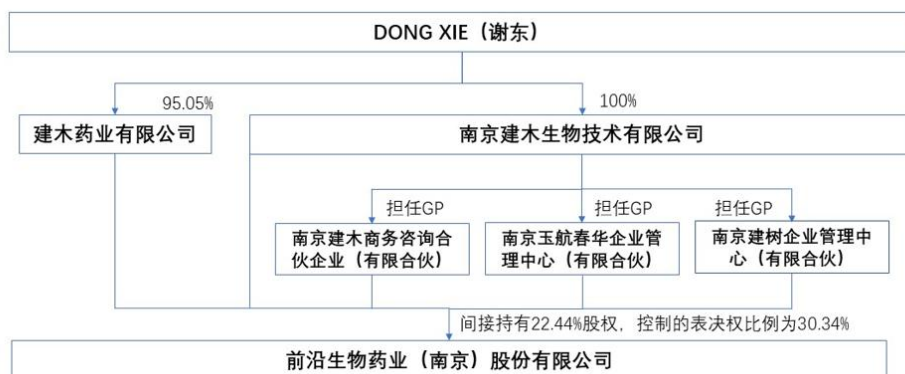 DONG XIE（谢东）
95.05%
100%
建木药业有限公司
南京建木生物技术有限公司
担任GP
担任GP
担任GP
南京建木商务咨询合
伙企业（有限合伙）
南京玉航春华企业管
理中心（有限合伙）
南京建树企业管理中
心（有限合伙）
间接持有22.44%股权，控制的表决权比例为30.34%
前沿生物药业（南京）股份有限公司